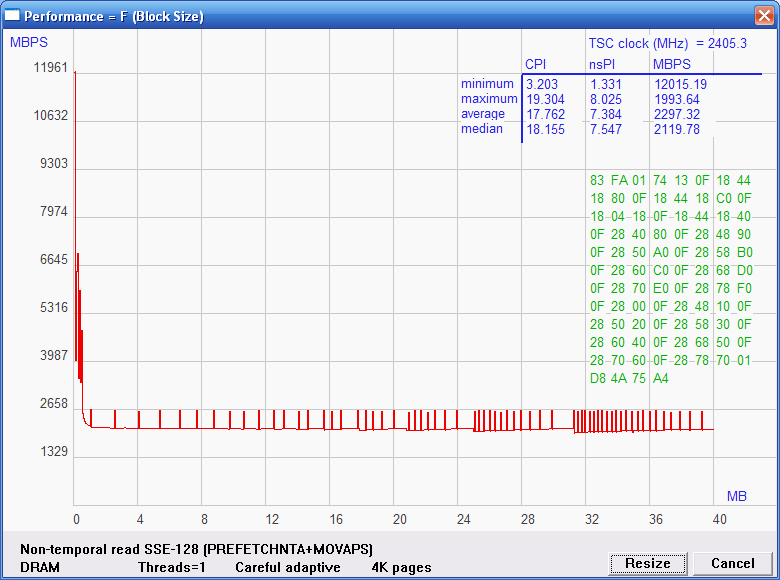 Performance = F (Block Size)
MBPS
TSC clock (MHz) = 2405.3
CPI nsPI MBPS
minimum 3.203 1.331 12015.19
maximum 19.304 8.025 1993.64
average 17.762 7.384 2297.32
median 18.155 7.547 2119.78
11961
10632
9303
7974
6645
5316
3987
2658
1329
83 FA 01 74 13 0F 18 44
18 80 0F 18 44 18 C0 0F
18 04 18 0F 18 44 18 40
0F 28 40 80 0F 28 48 90
0F 28 50 A0 0F 28 58 B0
0F 28 60 C0 0F 28 68 D0
0F 28 70 E0 0F 28 78 F0
0F 28 00 0F 28 48 10 0F
28 50 20 0F 28 58 30 0F
28 60 40 0F 28 68 50 0F
28 70 60 0F 28 78 70 01
D8 4A 75 A4
MB
0 4 8 12 16 20 24 28 32 36 40
Non-temporal read SSE-128 (PREFETCHNTA+MOVAPS)
DRAM Threads=1 Careful adaptive 4K pages
Resize Cancel